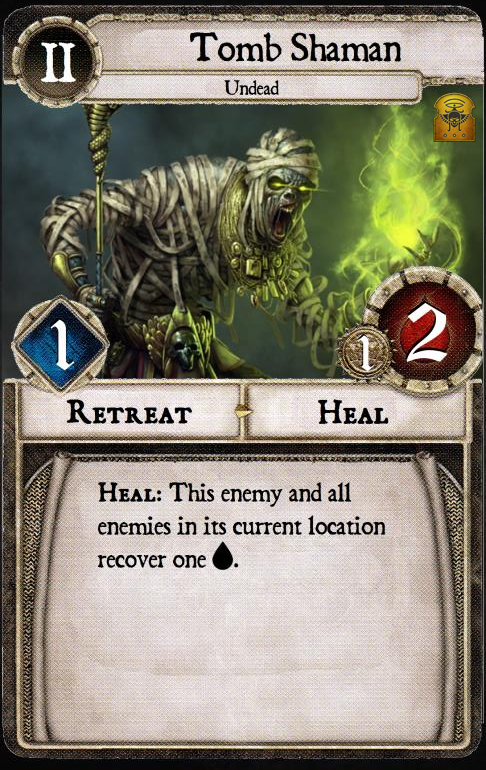 II
Tomb Shaman
Undead
1
1
2
Retreat
Heal
Heal: This enemy and all
enemies in its current location
recover one .